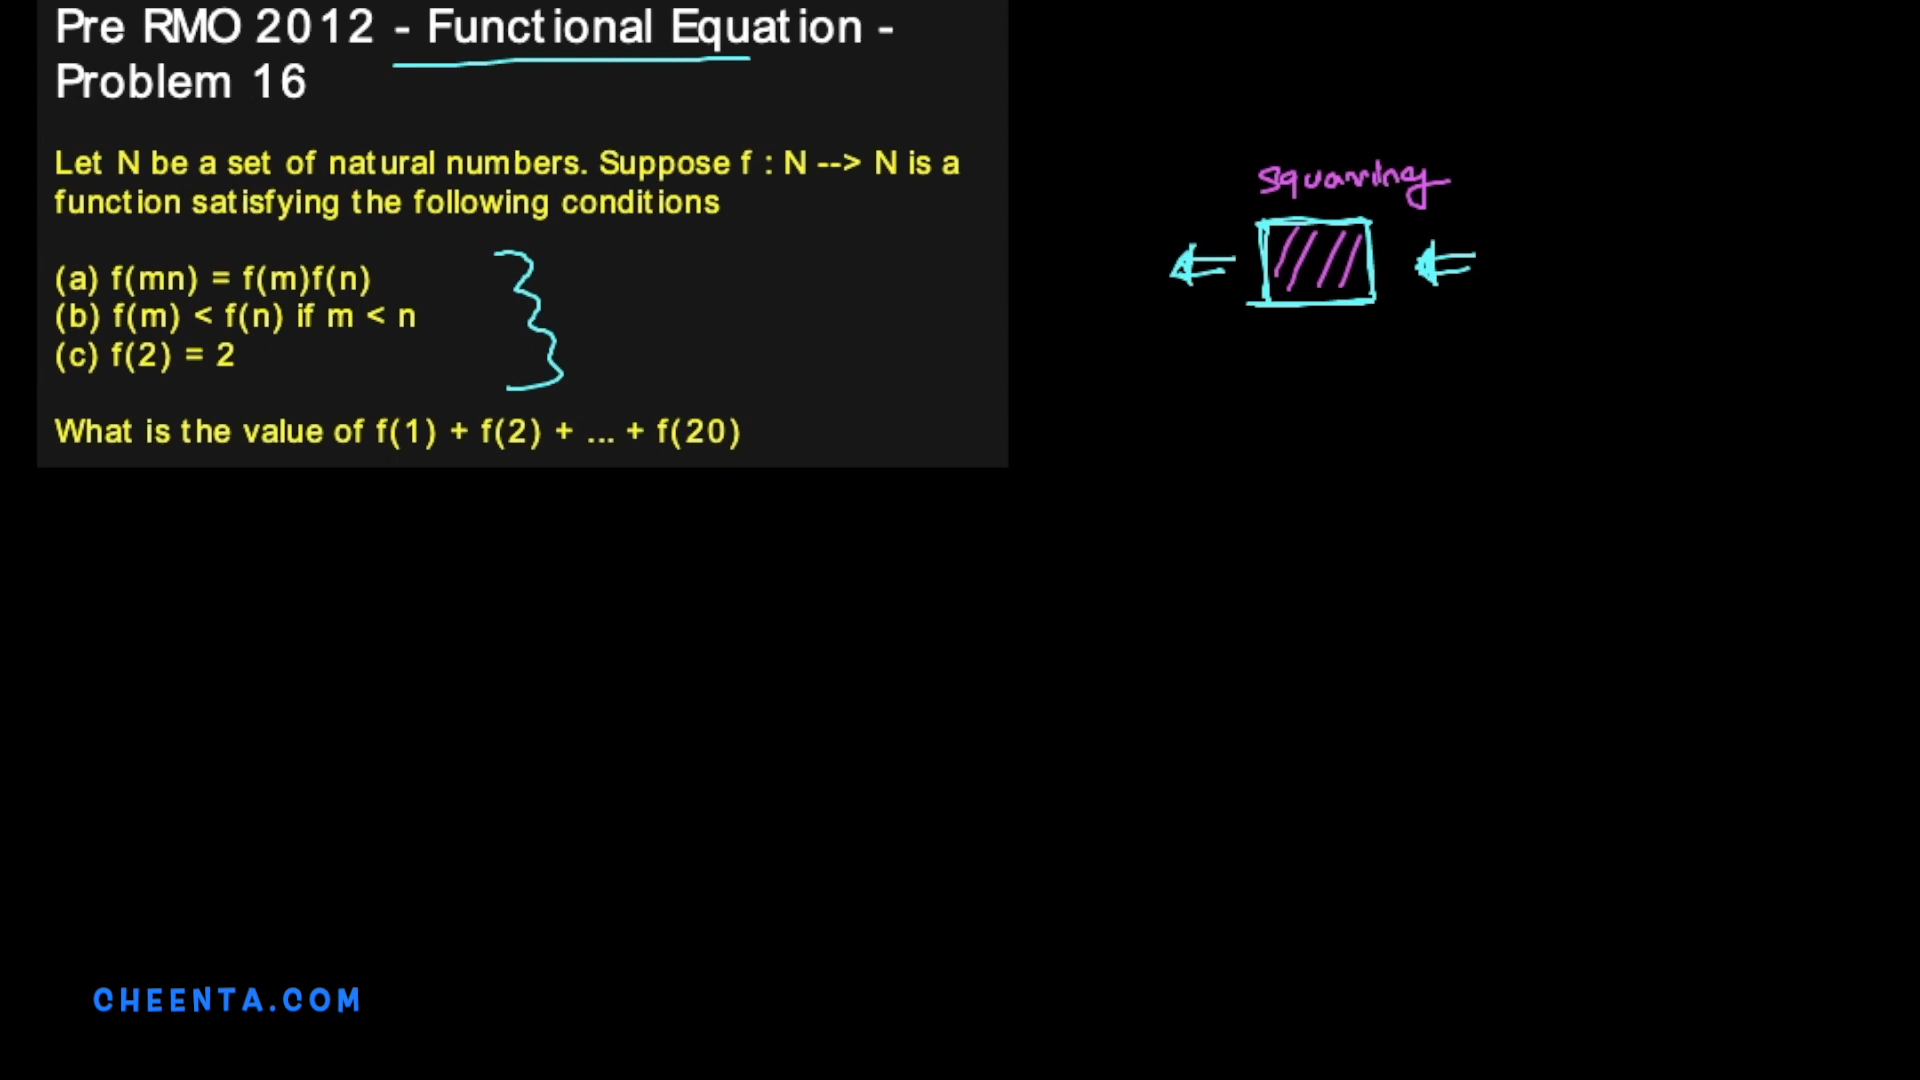 Pre RMO 2012 - Functional Equation -
Problem 16
Let N be a set of natural numbers. Suppose f : N --> N is a
function satisfying the following conditions
(a) f(mn) = f(m)f(n)
(b) f(m) < f(n) if m < n
(c) f(2) = 2
What is the value of f(1) + f(2) + ... + f(20)
squaring
CHEENTA.COM